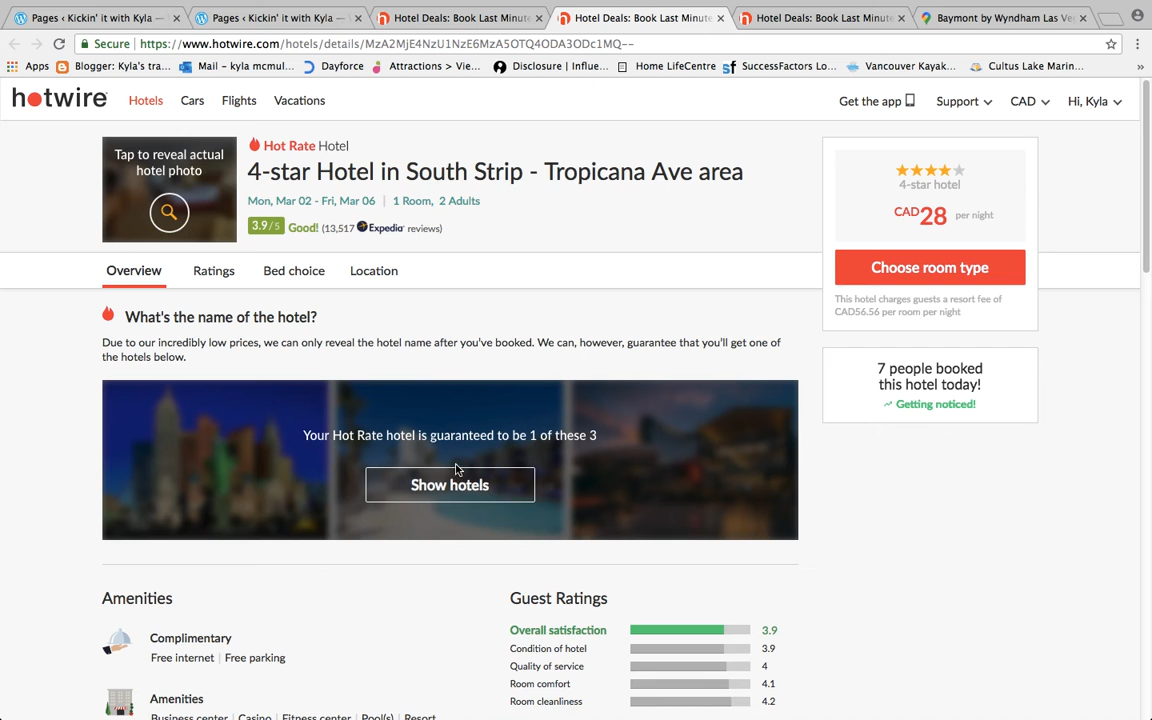 Pages ‹ Kickin' it with Kyla —
Pages ‹ Kickin' it with Kyla —
Hotel Deals: Book Last Minute
Hotel Deals: Book Last Minute
Hotel Deals: Book Last Minute
Baymont by Wyndham Las Ve
Secure | https://www.hotwire.com/hotels/details/MzA2MjE4NzU1NzE6MzA5OTQ4ODA3ODc1MQ--
Apps
Blogger: Kyla's tra...
Mail – kyla mcmul...
Dayforce
Attractions > Vie...
Disclosure | Influe...
Home LifeCentre
SuccessFactors Lo...
Vancouver Kayak...
Cultus Lake Marin...
»
hotwire
Hotels
Cars
Flights
Vacations
Get the app
Support
CAD
Hi, Kyla
Tap to reveal actual
hotel photo
Hot Rate Hotel
4-star Hotel in South Strip - Tropicana Ave area
Mon, Mar 02 - Fri, Mar 06 | 1 Room, 2 Adults
3.9/5 Good! (13,517 Expedia reviews)
4-star hotel
CAD28 per night
Choose room type
This hotel charges guests a resort fee of
CAD56.56 per room per night
Overview
Ratings
Bed choice
Location
What's the name of the hotel?
Due to our incredibly low prices, we can only reveal the hotel name after you've booked. We can, however, guarantee that you'll get one of
the hotels below.
7 people booked
this hotel today!
Getting noticed!
Your Hot Rate hotel is guaranteed to be 1 of these 3
Show hotels
Amenities
Complimentary
Free internet | Free parking
Amenities
Business center | Casino | Fitness center | Pool(s) | Resort
Guest Ratings
Overall satisfaction 3.9
Condition of hotel 3.9
Quality of service 4
Room comfort 4.1
Room cleanliness 4.2